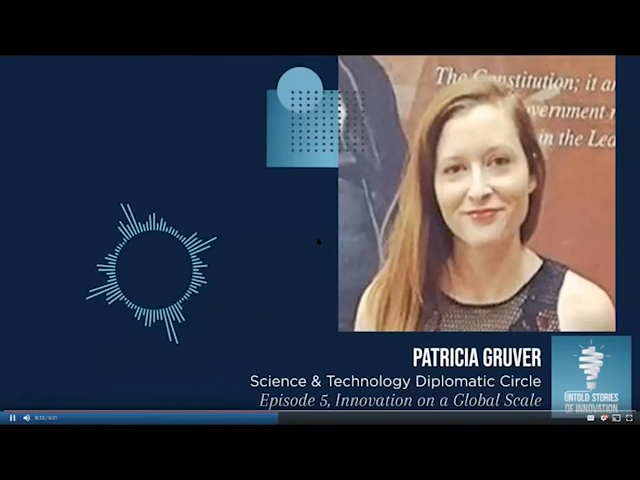 The Constitution; it
overnment
in the Lea
PATRICIA GRUVER
Science & Technology Diplomatic Circle
Episode 5, Innovation on a Global Scale
UNTOLD STORIES
OF INNOVATION